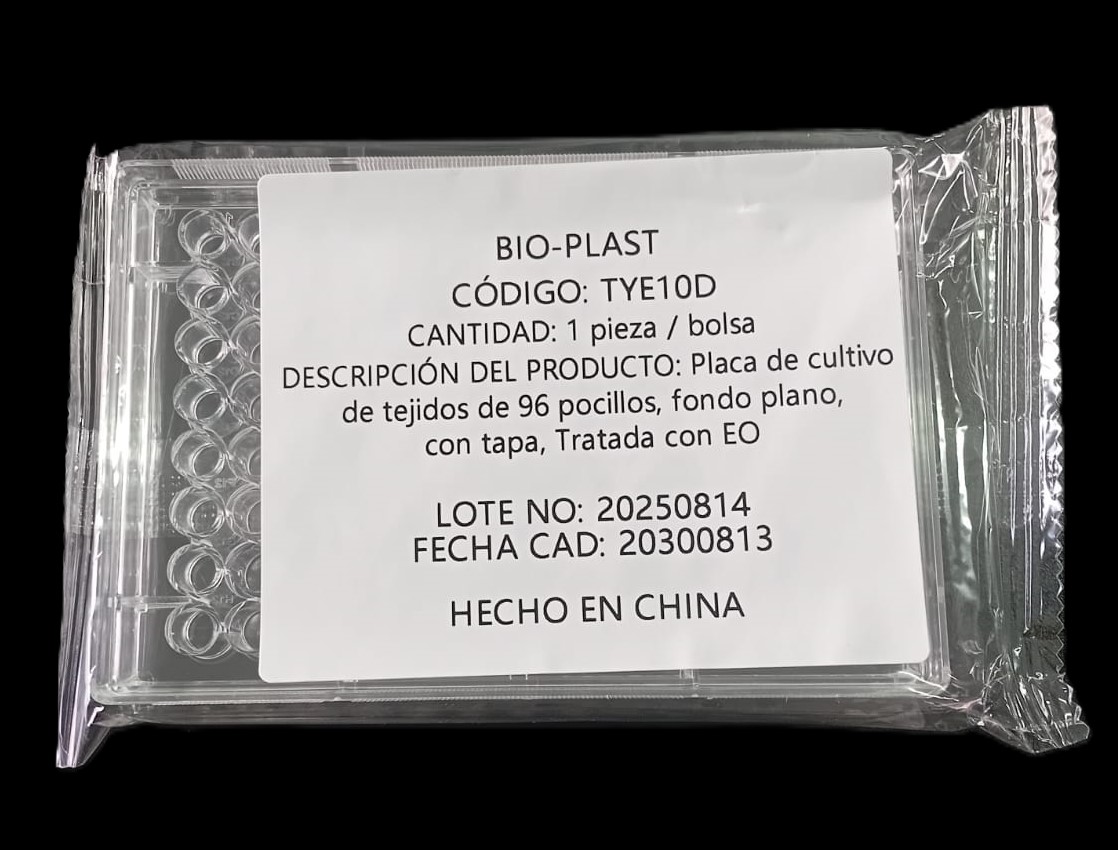 BIO-PLAST
CÓDIGO: TYE10D
CANTIDAD: 1 pieza / bolsa
DESCRIPCIÓN DEL PRODUCTO: Placa de cultivo
de tejidos de 96 pocillos, fondo plano,
con tapa, Tratada con EO
LOTE NO: 20250814
FECHA CAD: 20300813
HECHO EN CHINA